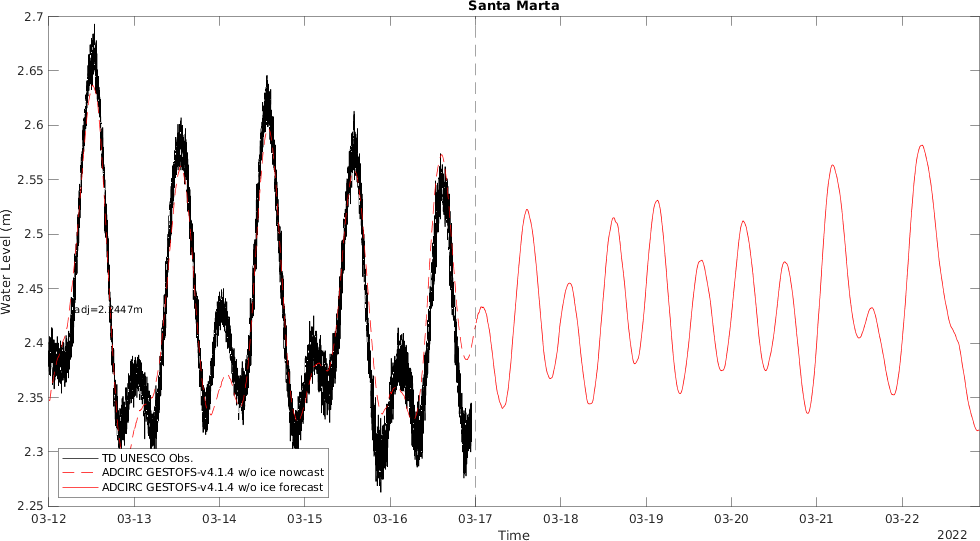 Santa Marta
2.7
2.65
2.6
2.55
2.5
2.45
2.4
2.35
2.3
2.25
Water Level (m)
adj=2.2447m
TD UNESCO Obs.
ADCIRC GESTOFS-v4.1.4 w/o ice nowcast
ADCIRC GESTOFS-v4.1.4 w/o ice forecast
03-12 03-13 03-14 03-15 03-16 03-17 03-18 03-19 03-20 03-21 03-22
Time
2022